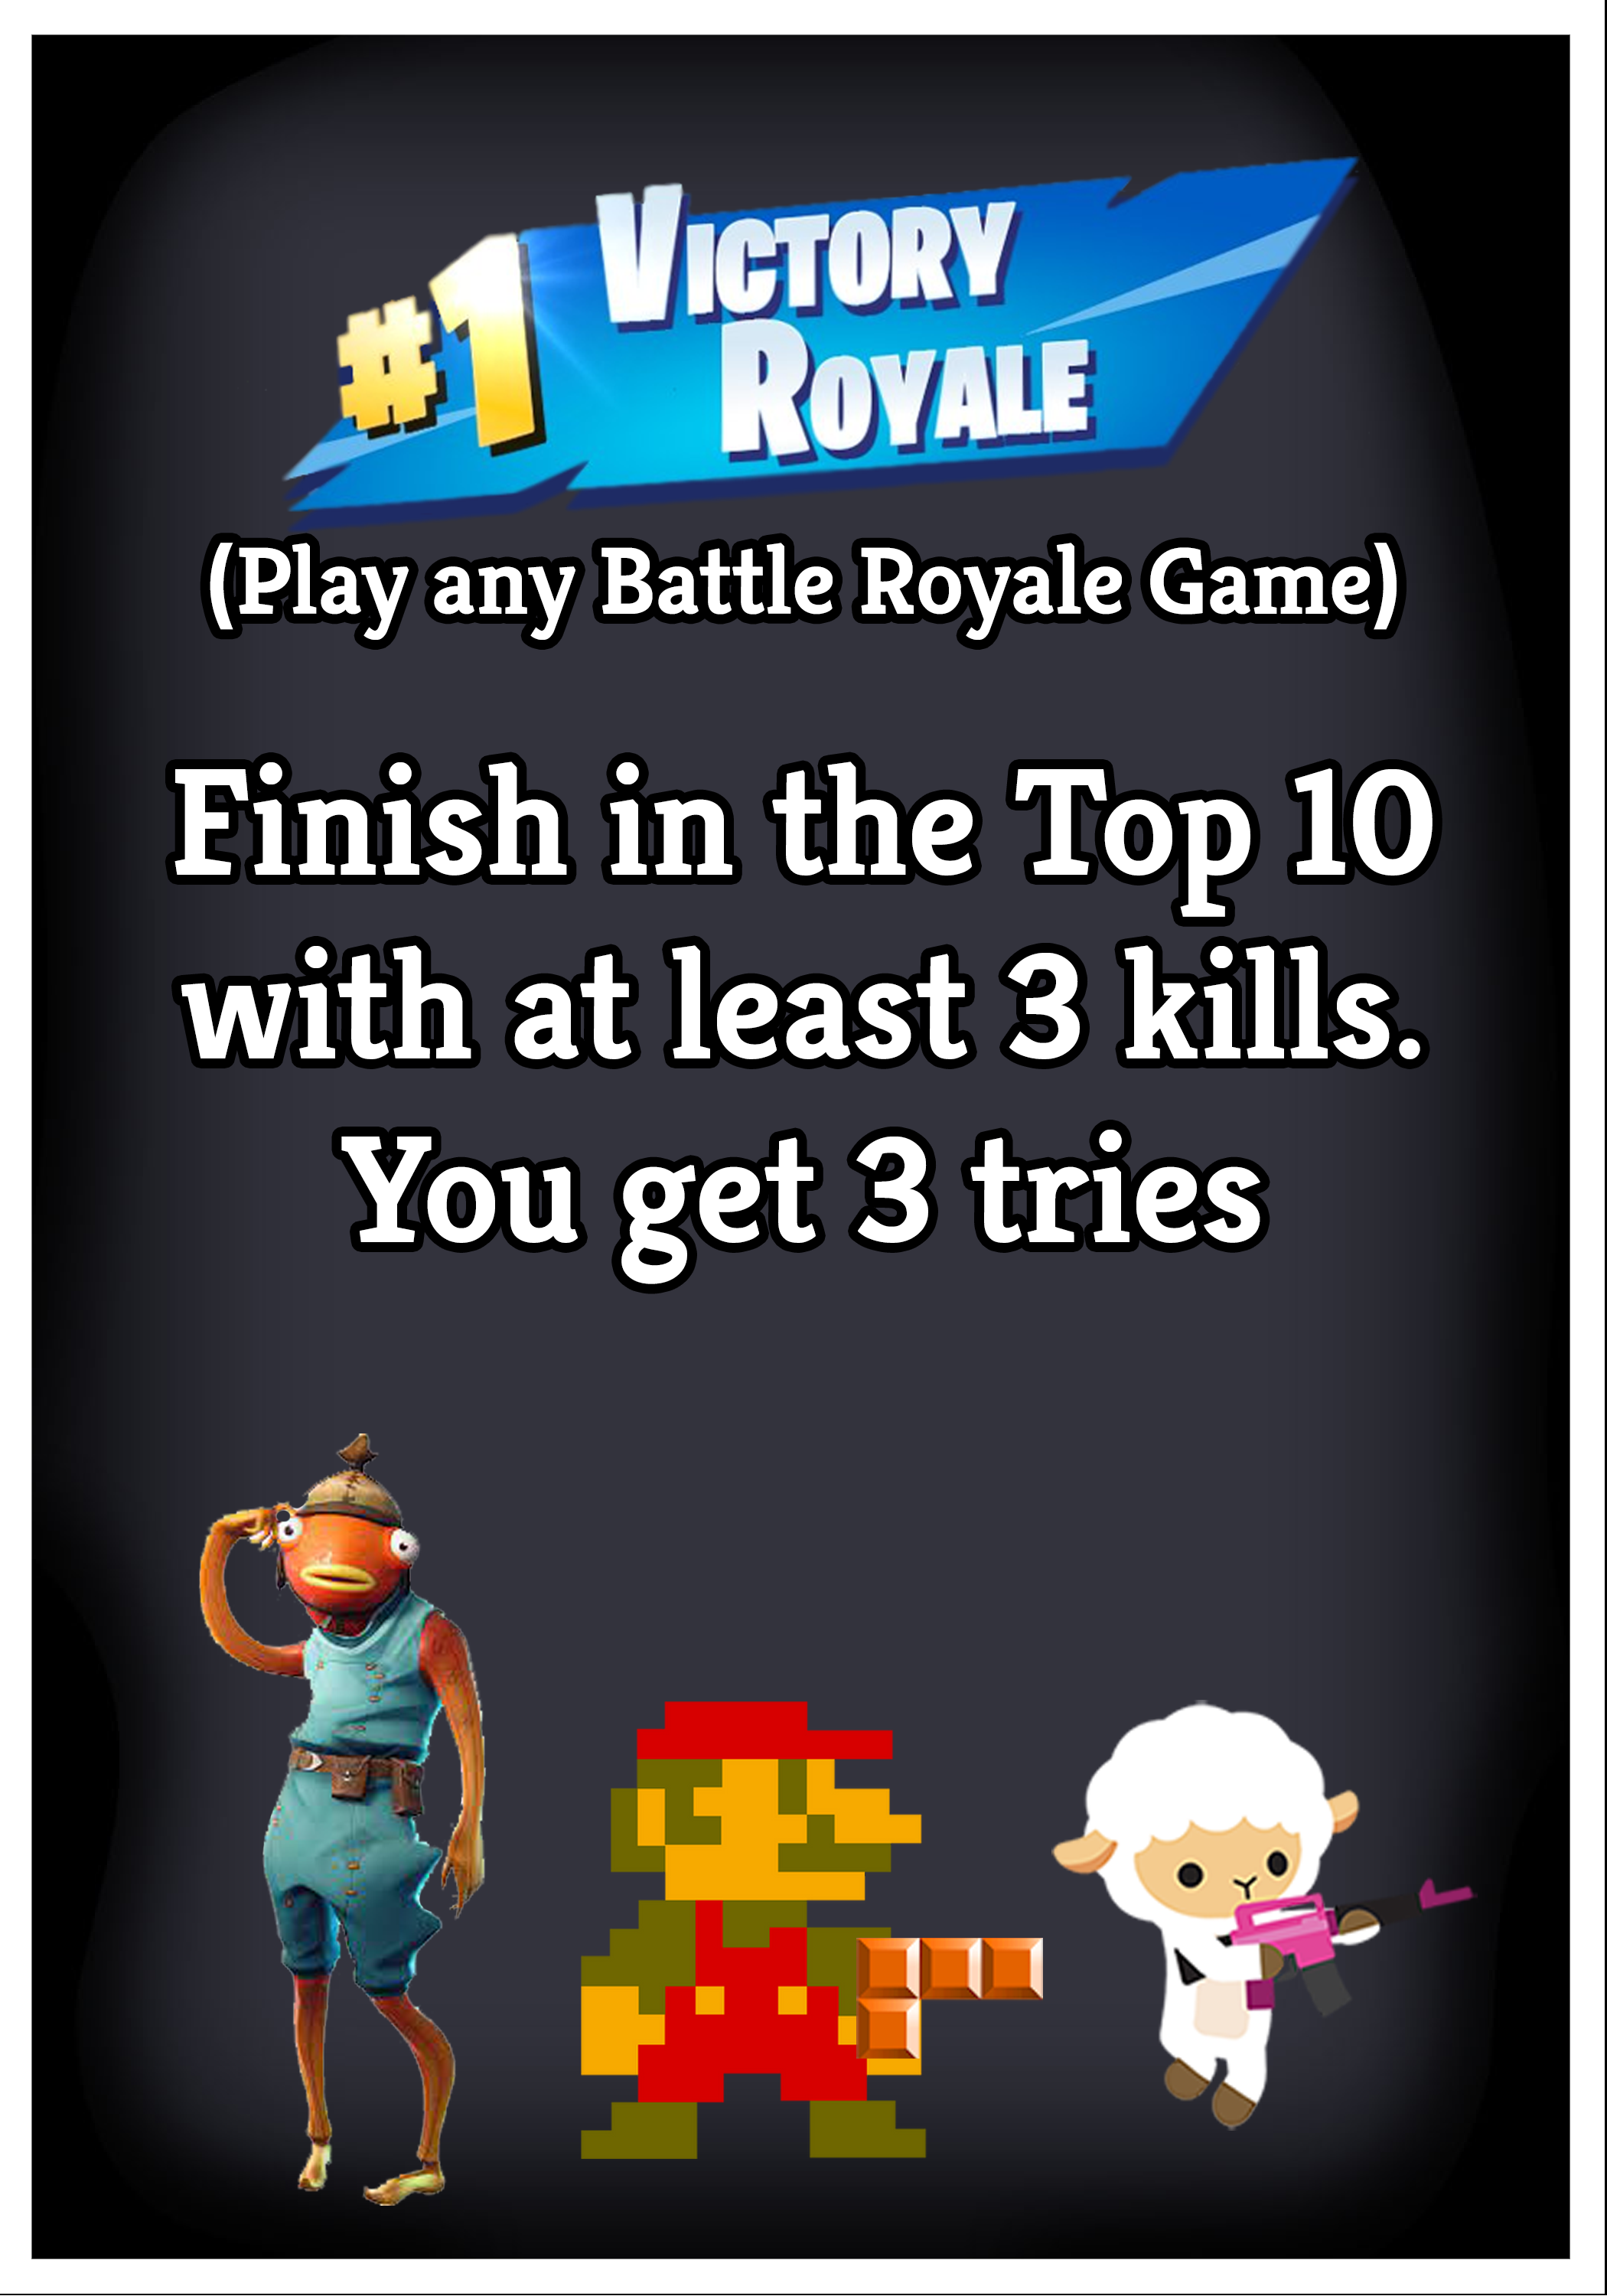 #1 VICTORY
ROYALE
(Play any Battle Royale Game)
Finish in the Top 10
with at least 3 kills.
You get 3 tries